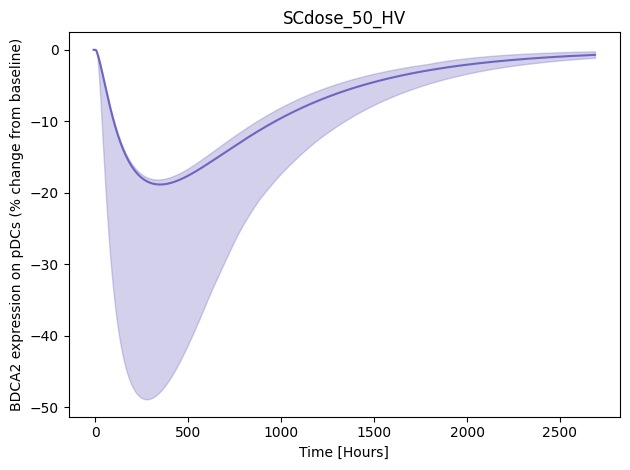 SCdose_50_HV
BDCA2 expression on pDCs (% change from baseline)
0
−10
−20
−30
−40
−50
0 500 1000 1500 2000 2500
Time [Hours]